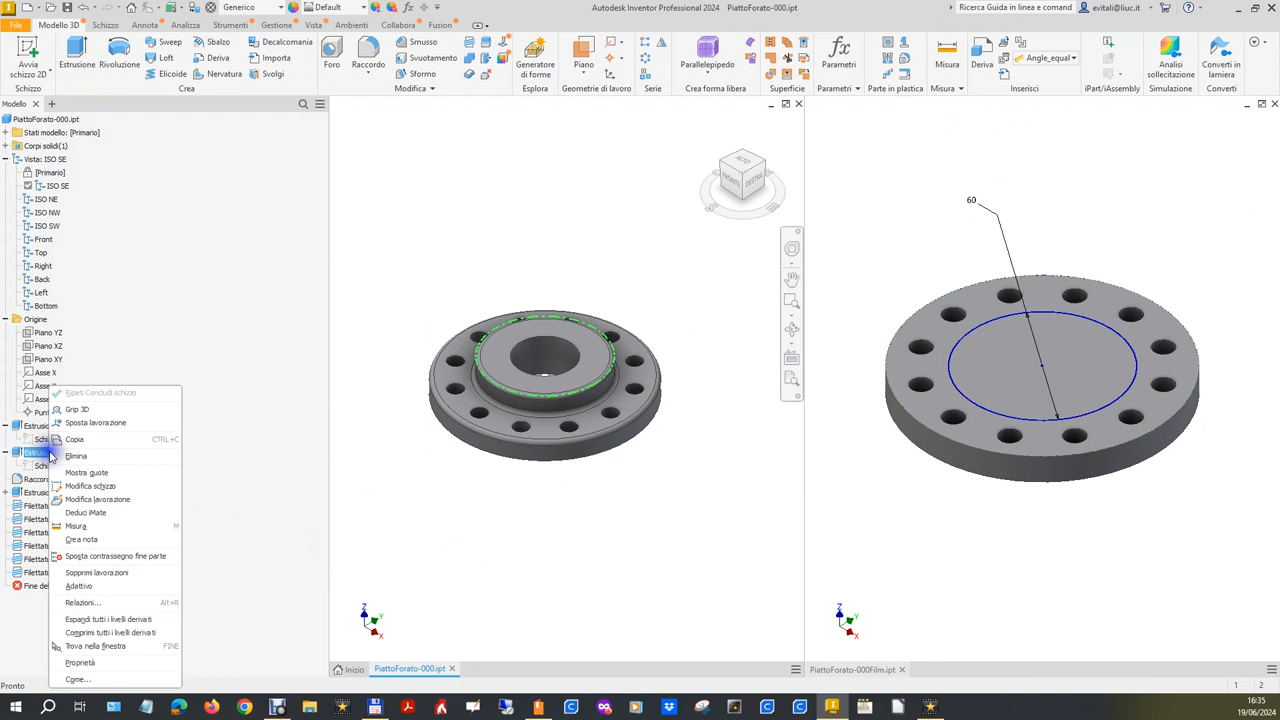 Generico
Default
Autodesk Inventor Professional 2024 PiattoForato-000.ipt
Ricerca Guida in linea e comandi
evitali@liuc.it
File Modello 3D Schizzo Annota Analizza Strumenti Gestione Vista Ambienti Collabora Fusion
Avvia schizzo 2D
Estrusione
Rivoluzione
Sweep
Loft
Elicoide
Sbalzo
Deriva
Nervatura
Decalcomania
Importa
Svolgi
Foro
Raccordo
Smusso
Svuotamento
Sformo
Generatore di forme
Piano
Parallelepipedo
Parametri
Misura
Deriva
Angle_equal
Analisi sollecitazione
Converti in lamiera
Schizzo
Crea
Modifica
Esplora
Geometrie di lavoro
Serie
Crea forma libera
Superficie
Parametri
Parte in plastica
Misura
iPart/iAssembly
Inserisci
Simulazione
Converti
Modello
PiattoForato-000.ipt
Stati modello: [Primario]
Corpi solidi(1)
Vista: ISO SE
[Primario]
ISO SE
ISO NE
ISO NW
ISO SW
Front
Top
Right
Back
Left
Bottom
Origine
Piano YZ
Piano XZ
Piano XY
Asse X
Ripeti Concludi schizzo
Grip 3D
Sposta lavorazione
Copia CTRL+C
Elimina
Mostra quote
Modifica schizzo
Modifica lavorazione
Deduci iMate
Misura M
Crea nota
Sposta contrassegno fine parte
Sopprimi lavorazioni
Adattivo
Relazioni... Alt+R
Espandi tutti i livelli derivati
Comprimi tutti i livelli derivati
Trova nella finestra FINE
Proprietà
Come...
ALTO
FRONTE
DESTRA
60
Z
Y
X
Z
Y
X
Inizio
PiattoForato-000.ipt
PiattoForato-000Film.ipt
Pronto
1 2
16:35
19/06/2024